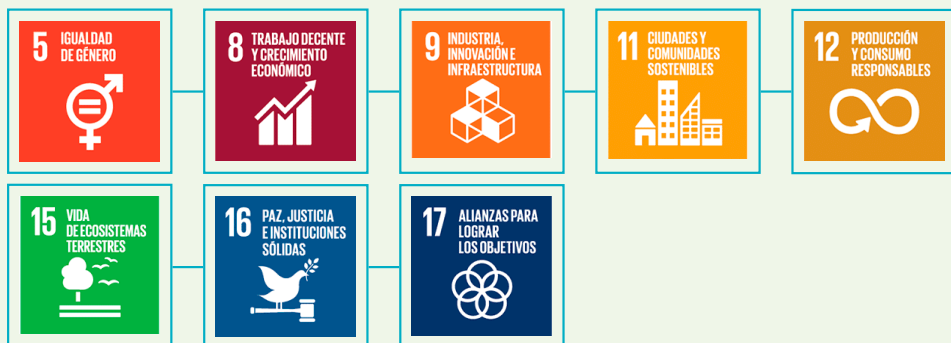 5 IGUALDAD
DE GÉNERO
8 TRABAJO DECENTE
Y CRECIMIENTO
ECONÓMICO
9 INDUSTRIA,
INNOVACIÓN E
INFRAESTRUCTURA
11 CIUDADES Y
COMUNIDADES
SOSTENIBLES
12 PRODUCCIÓN
Y CONSUMO
RESPONSABLES
15 VIDA
DE ECOSISTEMAS
TERRESTRES
16 PAZ, JUSTICIA
E INSTITUCIONES
SÓLIDAS
17 ALIANZAS PARA
LOGRAR
LOS OBJETIVOS